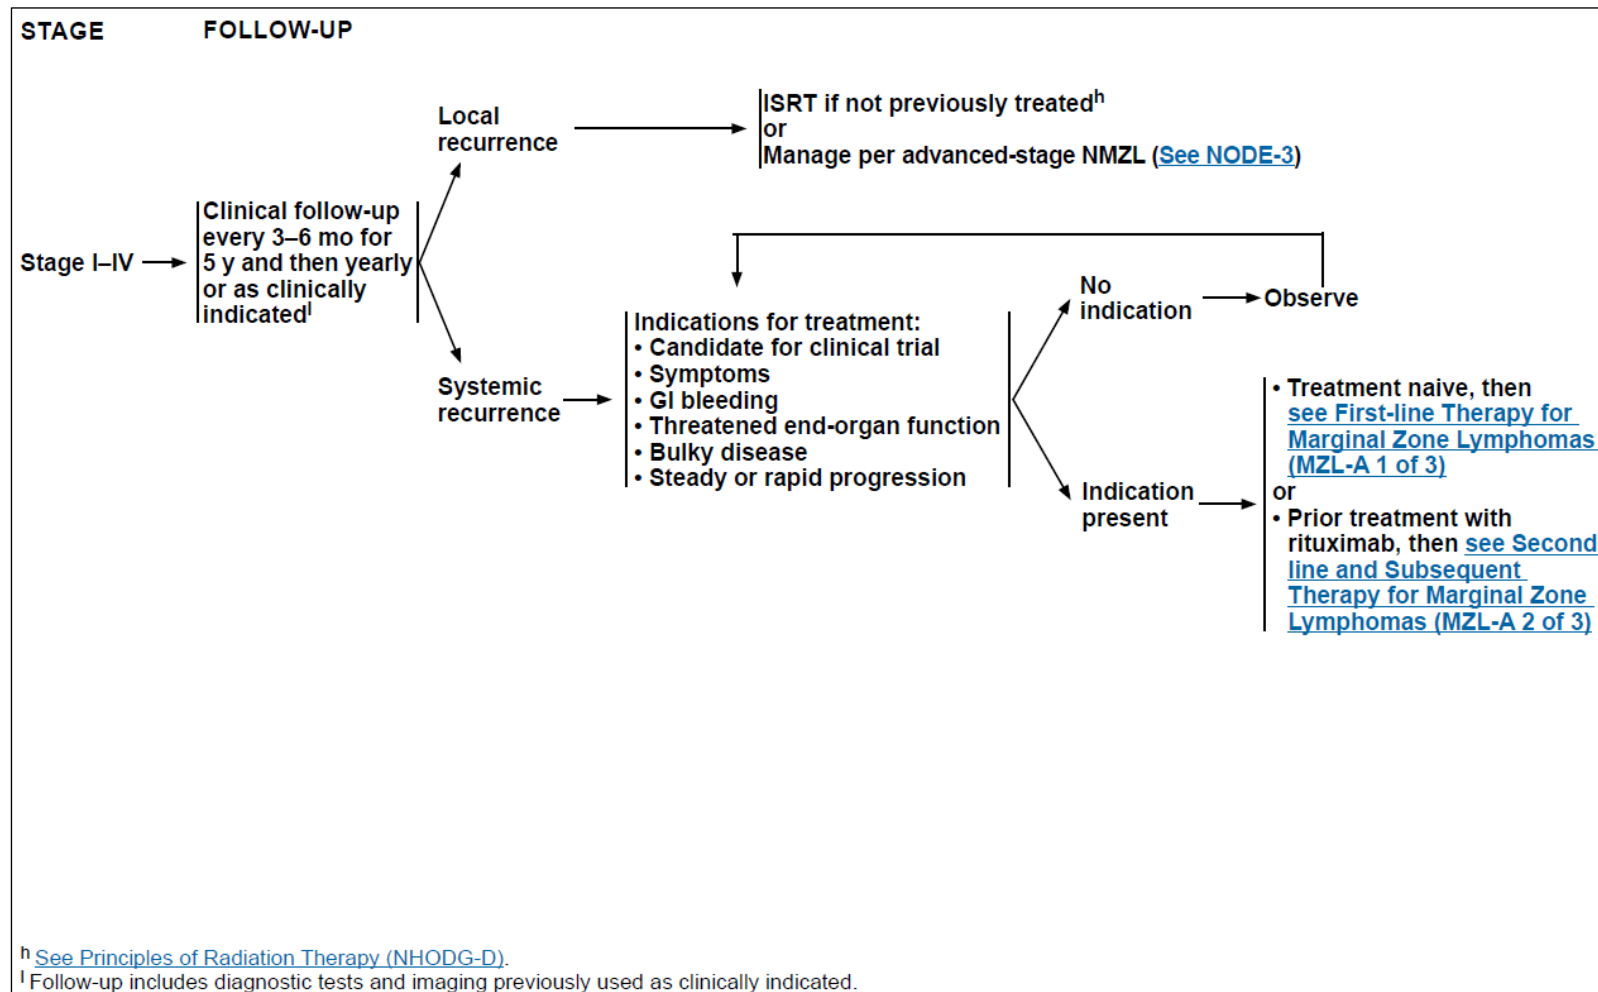 STAGE
FOLLOW-UP
Stage I–IV
Clinical follow-up
every 3–6 mo for
5 y and then yearly
or as clinically
indicatedl
Local
recurrence
ISRT if not previously treatedh
or
Manage per advanced-stage NMZL (See NODE-3)
Systemic
recurrence
Indications for treatment:
• Candidate for clinical trial
• Symptoms
• GI bleeding
• Threatened end-organ function
• Bulky disease
• Steady or rapid progression
No
indication
Observe
Indication
present
• Treatment naive, then
see First-line Therapy for
Marginal Zone Lymphomas
(MZL-A 1 of 3)
or
• Prior treatment with
rituximab, then see Second
line and Subsequent
Therapy for Marginal Zone
Lymphomas (MZL-A 2 of 3)
h See Principles of Radiation Therapy (NHODG-D).
l Follow-up includes diagnostic tests and imaging previously used as clinically indicated.